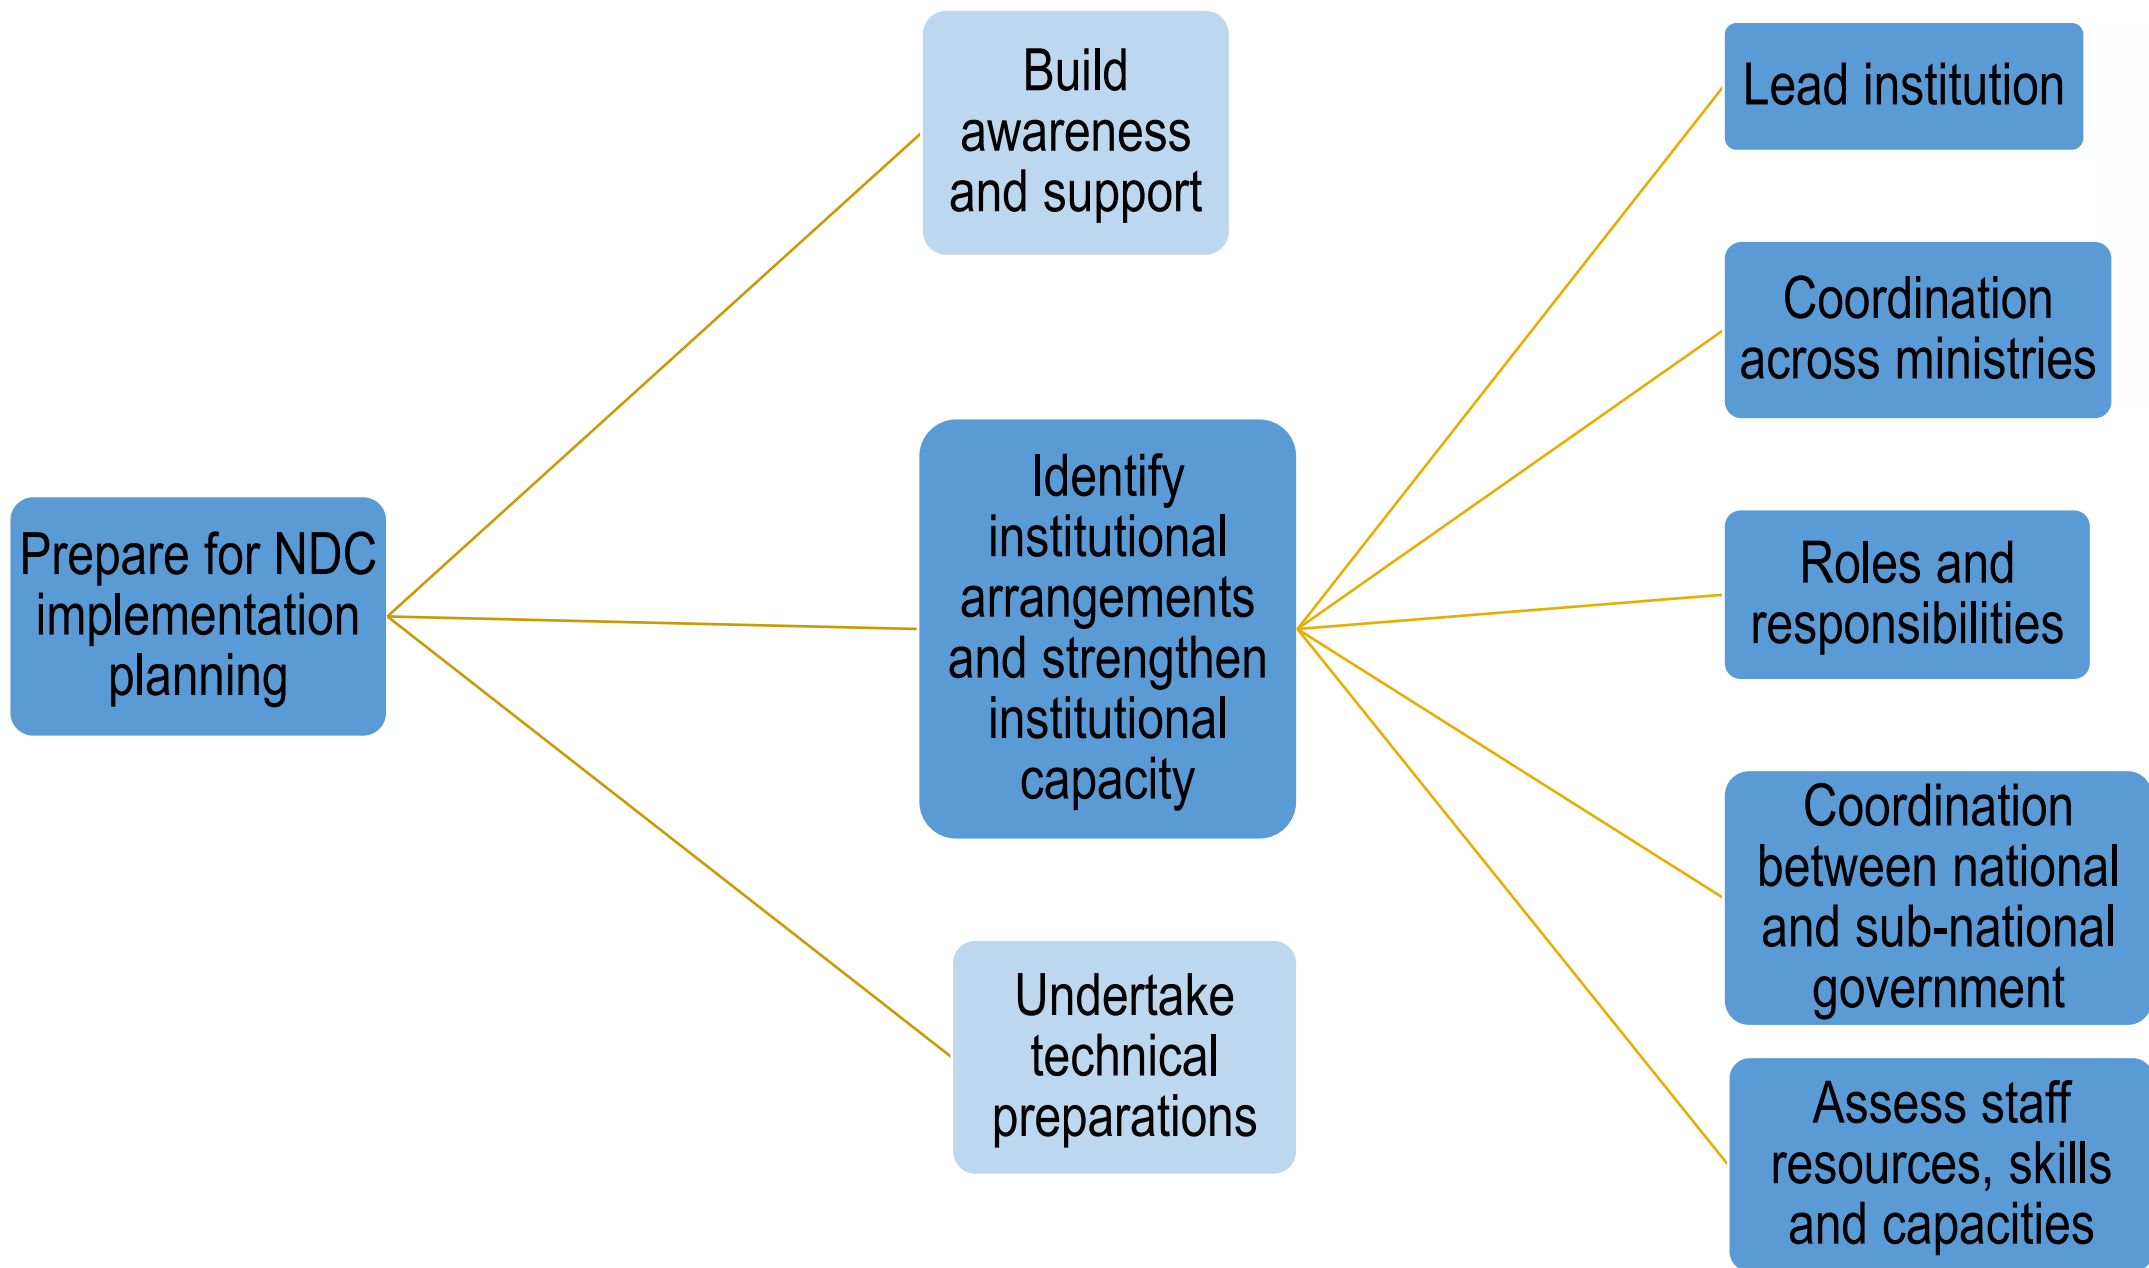 Prepare for NDC
implementation
planning
Build
awareness
and support
Identify
institutional
arrangements
and strengthen
institutional
capacity
Undertake
technical
preparations
Lead institution
Coordination
across ministries
Roles and
responsibilities
Coordination
between national
and sub-national
government
Assess staff
resources, skills
and capacities